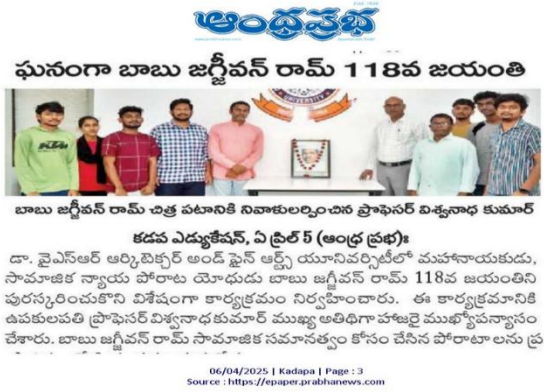 ఆంధ్రప్రభ
ఘనంగా బాబు జగ్జీవన్ రామ్ 118వ జయంతి
UNIVERSITY
బాబు జగ్జీవన్ రామ్ చిత్ర పటానికి నివాళులర్పించిన ప్రొఫెసర్ విశ్వనాథ కుమార్
కడప ఎడ్యుకేషన్, ఏప్రిల్ 5 (ఆంధ్ర ప్రభ):
డా. వైఎస్ఆర్ ఆర్కిటెక్చర్ అండ్ ఫైన్ ఆర్ట్స్ యూనివర్సిటీలో మహానాయకుడు,
సామాజిక న్యాయ పోరాట యోధుడు బాబు జగ్జీవన్ రామ్ 118వ జయంతిని
పురస్కరించుకొని విశేషంగా కార్యక్రమం నిర్వహించారు. ఈ కార్యక్రమానికి
ఉపకులపతి ప్రొఫెసర్ విశ్వనాథకుమార్ ముఖ్య అతిథిగా హాజరై ముఖ్యోపన్యాసం
చేశారు. బాబు జగ్జీవన్ రామ్ సామాజిక సమానత్వం కోసం చేసిన పోరాటా లను ప్ర
06/04/2025 | Kadapa | Page : 3
Source : https://epaper.prabhanews.com